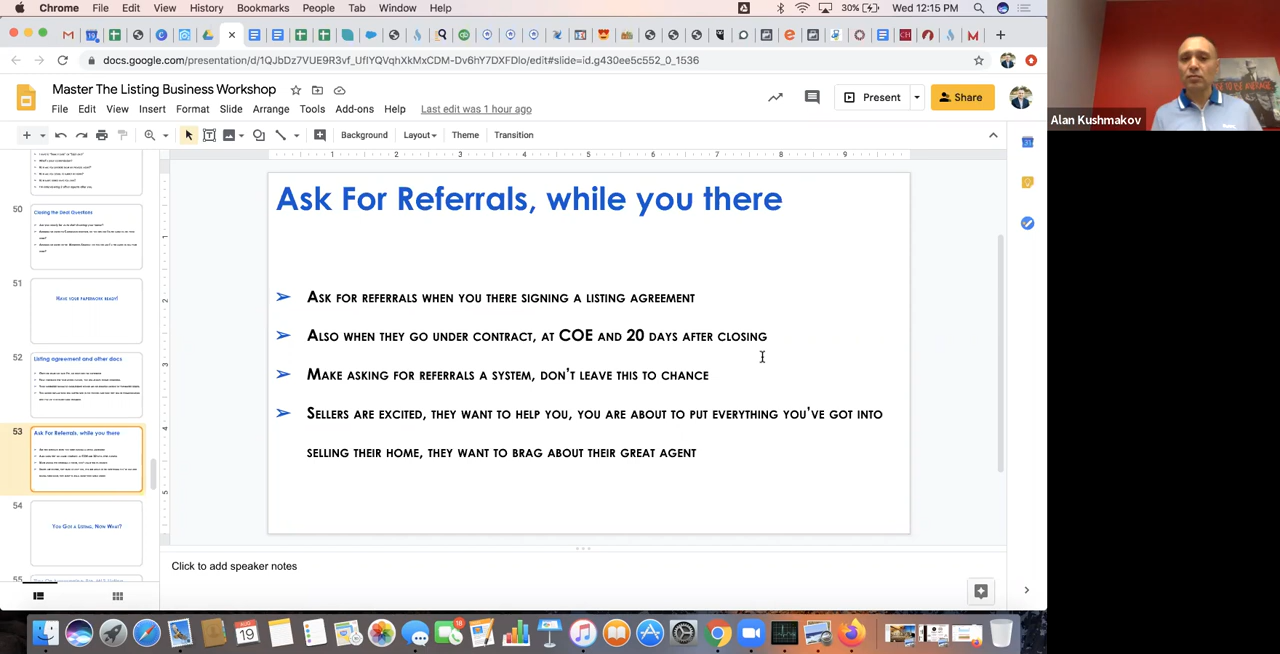 Chrome File Edit View History Bookmarks People Tab Window Help 30% Wed 12:15 PM
docs.google.com/presentation/d/1QJbDz7VUE9R3vf_UfIYQVqhXkMxCDM-Dv6hY7DXFDlo/edit#slide=id.g430ee5c552_0_1536
Master The Listing Business Workshop
File Edit View Insert Format Slide Arrange Tools Add-ons Help Last edit was 1 hour ago
Present Share
Background Layout Theme Transition
Alan Kushmakov
50
Closing the Deal Questions
51
Have your paperwork ready!
52
Listing agreement and other docs
53
Ask For Referrals, while you there
54
You Got a Listing, Now What?
55
Ask For Referrals, while you there
Ask for referrals when you there signing a listing agreement
Also when they go under contract, at COE and 20 days after closing
Make asking for referrals a system, don't leave this to chance
Sellers are excited, they want to help you, you are about to put everything you've got into
selling their home, they want to brag about their great agent
Click to add speaker notes